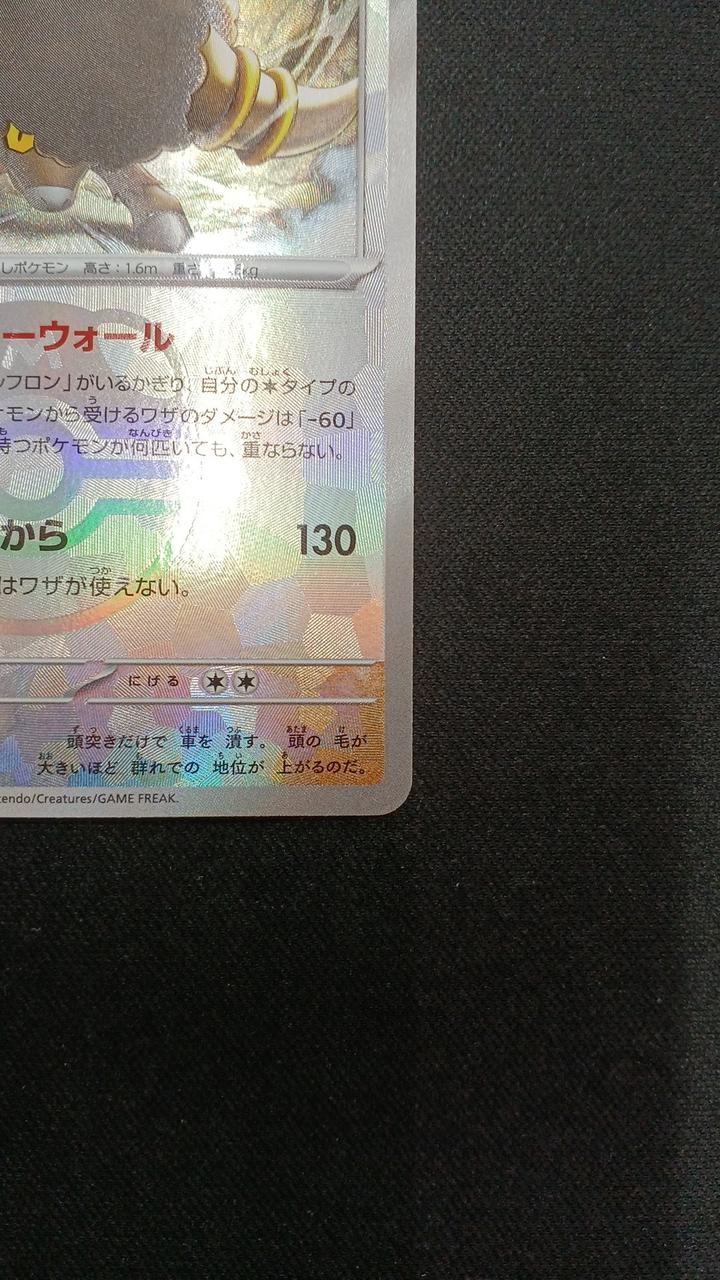 しポケモン 高さ:1.6m 重さ kg
ーウォール
フロン」がいるかぎり、自分の タイプの
モンから受けるワザのダメージは「-60」
持つポケモンが何匹いても、重ならない。
から 130
はワザが使えない。
にげる
頭突きだけで 車を 潰す。 頭の 毛が
大きいほど 群れでの 地位が 上がるのだ。
tendo/Creatures/GAME FREAK.